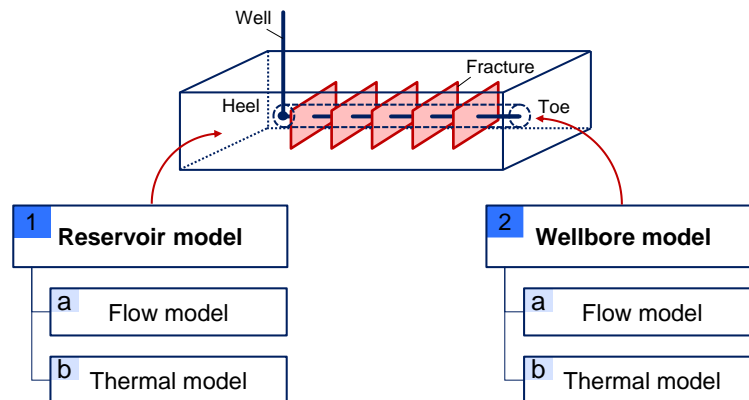 Well
Fracture
Heel
Toe
1
Reservoir model
a
Flow model
b
Thermal model
2
Wellbore model
a
Flow model
b
Thermal model